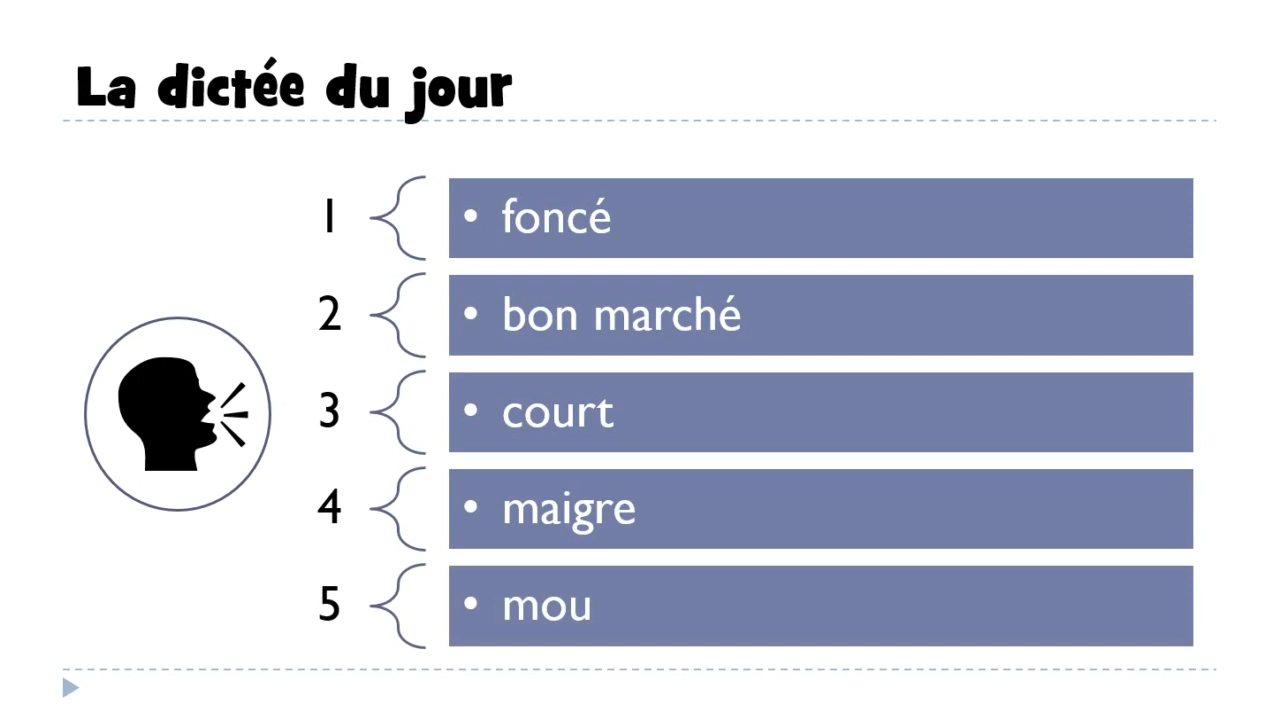 La dictée du jour
1
• foncé
2
• bon marché
3
• court
4
• maigre
5
• mou